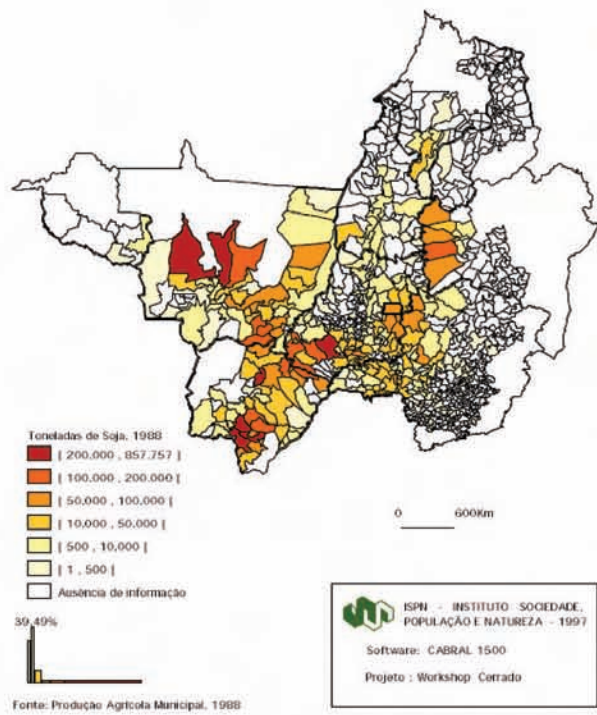 Toneladas de Soja, 1988
[ 200.000 , 857.757 ]
[ 100.000 , 200.000 [
[ 50.000 , 100.000 [
[ 10.000 , 50.000 [
[ 500 , 10.000 [
[ 1 , 500 [
Ausência de informação
0 600Km
39,49%
Fonte: Produção Agrícola Municipal, 1988
ISPN - INSTITUTO SOCIEDADE,
POPULAÇÃO E NATUREZA - 1997
Software: CABRAL 1500
Projeto : Workshop Cerrado